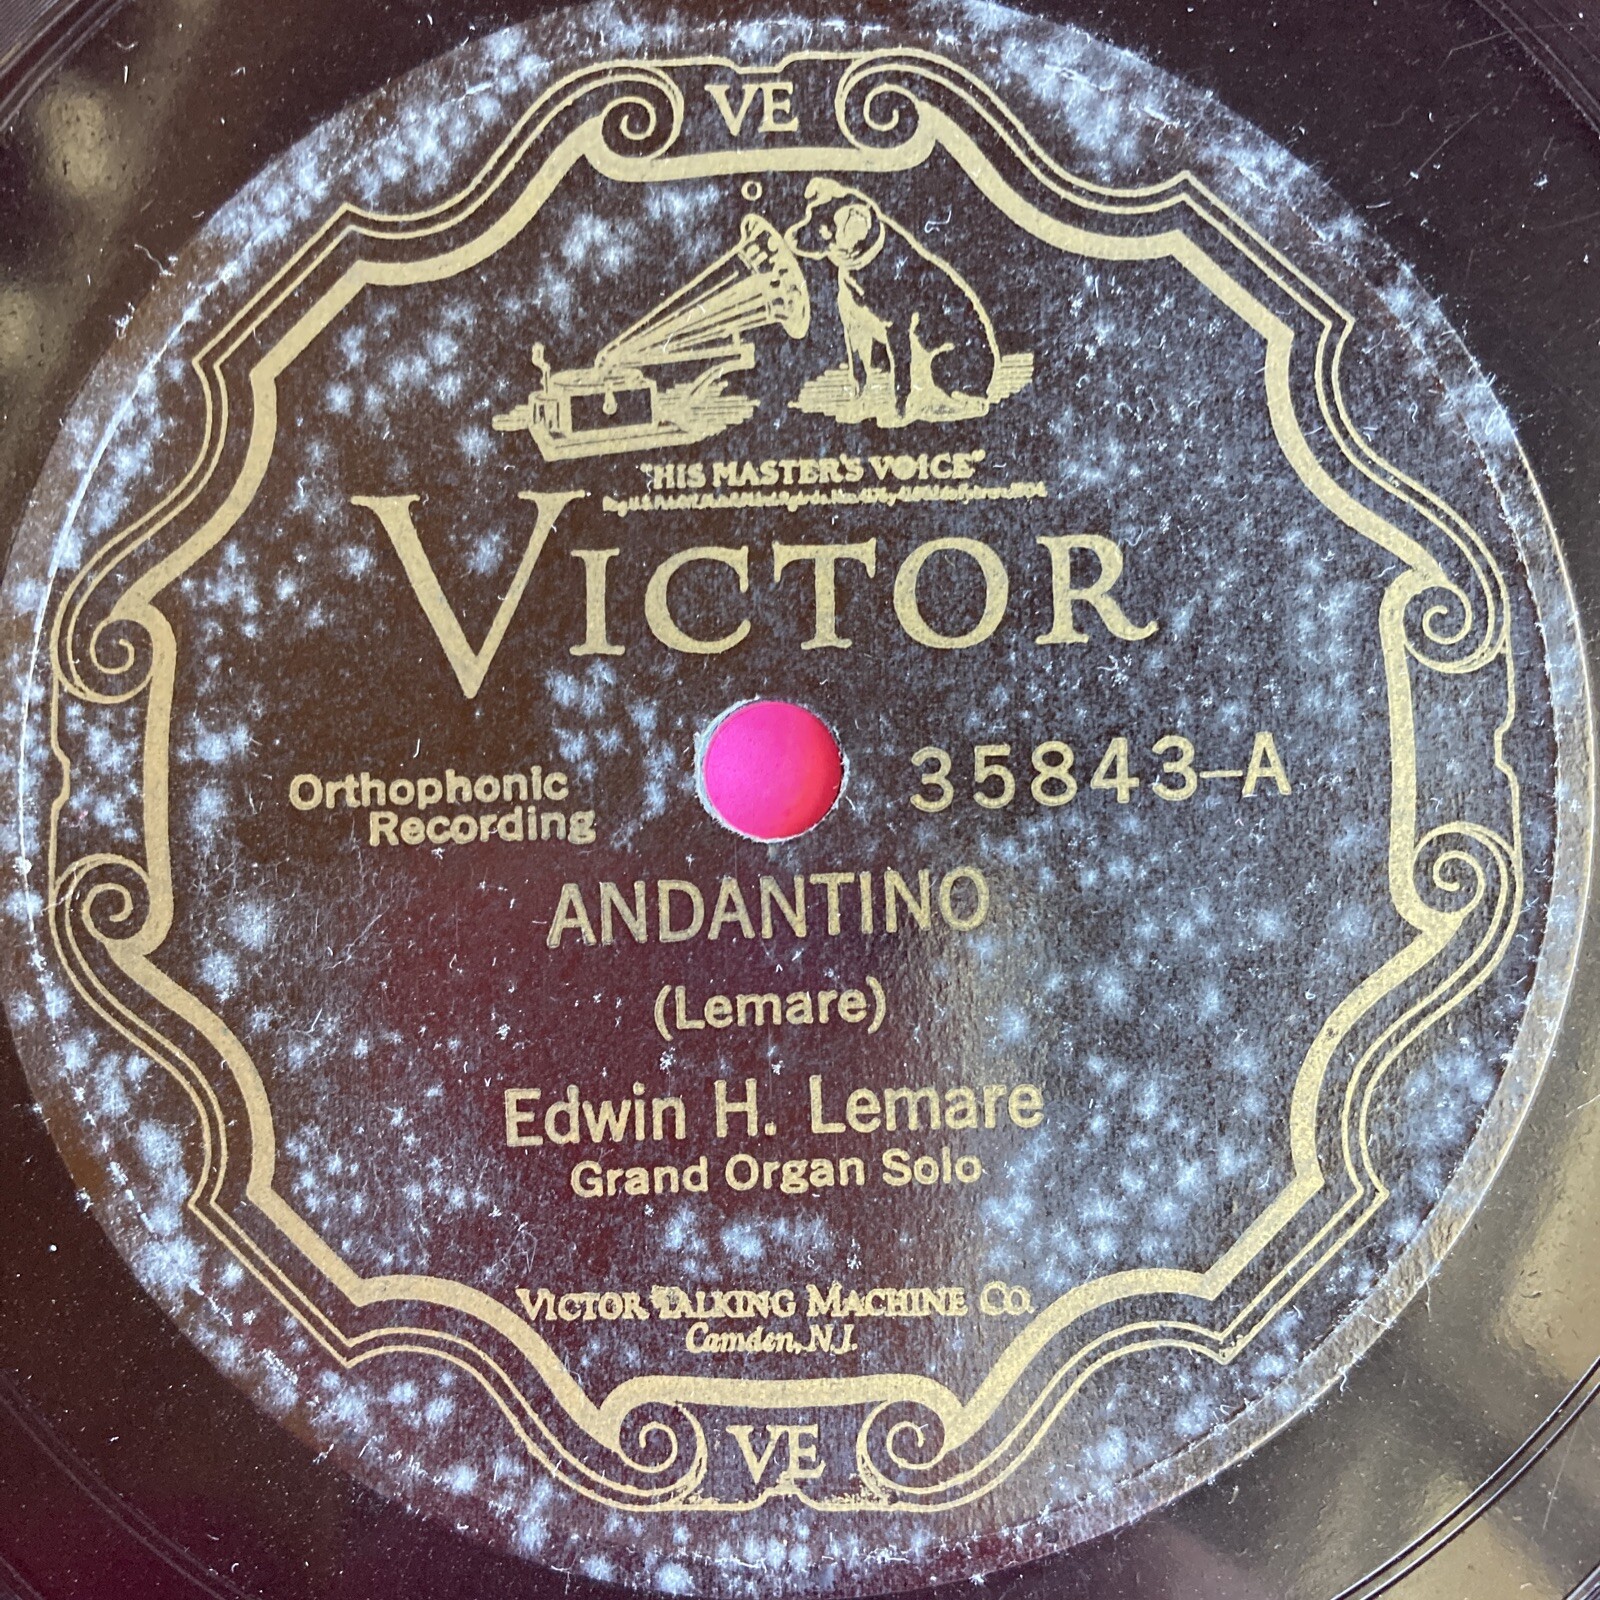 VE
"HIS MASTER'S VOICE"
VICTOR
Orthophonic
Recording
35843-A
ANDANTINO
(Lemare)
Edwin H. Lemare
Grand Organ Solo
VICTOR TALKING MACHINE CO.
Camden, N.J.
VE